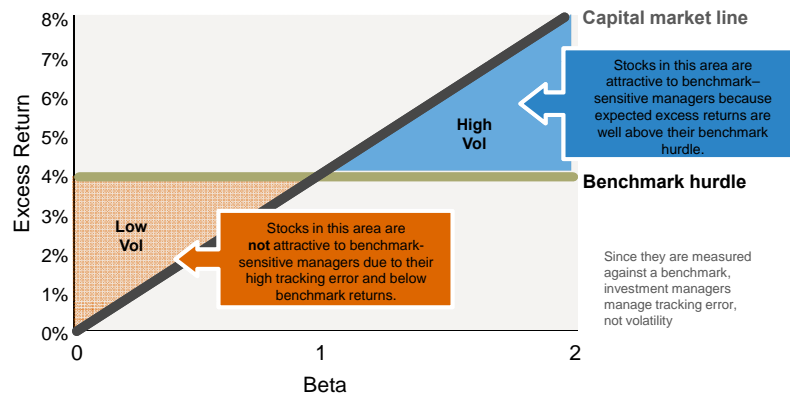 8%
7%
6%
5%
4%
3%
2%
1%
0%
Excess Return
Capital market line
Stocks in this area are
attractive to benchmark–
sensitive managers because
expected excess returns are
well above their benchmark
hurdle.
High
Vol
Benchmark hurdle
Low
Vol
Stocks in this area are
not attractive to benchmark-
sensitive managers due to their
high tracking error and below
benchmark returns.
Since they are measured
against a benchmark,
investment managers
manage tracking error,
not volatility
0
1
2
Beta